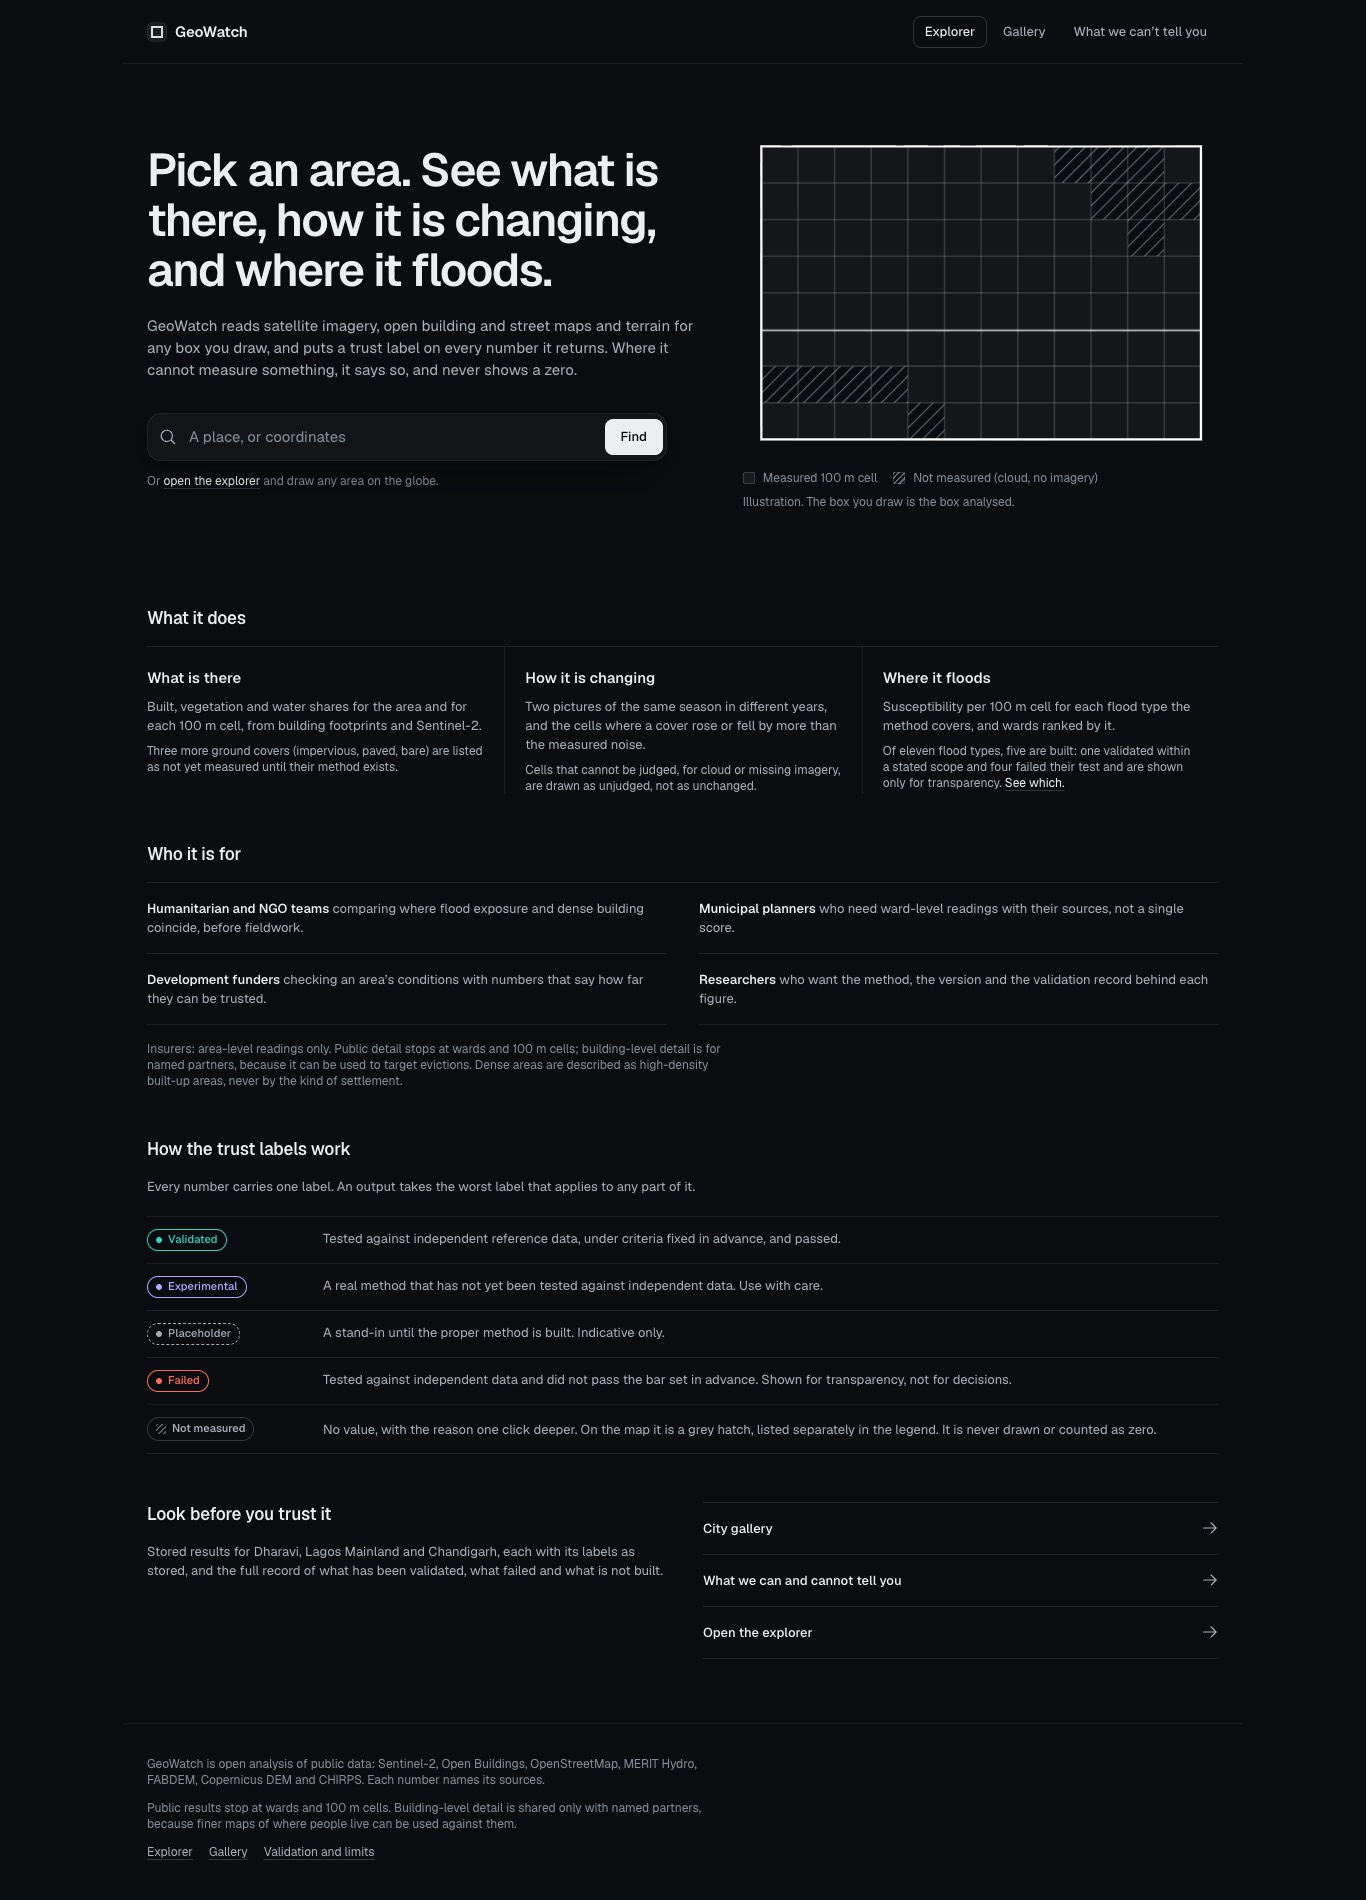 GeoWatch
Explorer
Gallery
What we can't tell you
Pick an area. See what is
there, how it is changing,
and where it floods.
GeoWatch reads satellite imagery, open building and street maps and terrain for
any box you draw, and puts a trust label on every number it returns. Where it
cannot measure something, it says so, and never shows a zero.
A place, or coordinates
Find
Or open the explorer and draw any area on the globe.
Measured 100 m cell
Not measured (cloud, no imagery)
Illustration. The box you draw is the box analysed.
What it does
What is there
Built, vegetation and water shares for the area and for
each 100 m cell, from building footprints and Sentinel-2.
Three more ground covers (impervious, paved, bare) are listed
as not yet measured until their method exists.
How it is changing
Two pictures of the same season in different years,
and the cells where a cover rose or fell by more than
the measured noise.
Cells that cannot be judged, for cloud or missing imagery,
are drawn as unjudged, not as unchanged.
Where it floods
Susceptibility per 100 m cell for each flood type the
method covers, and wards ranked by it.
Of eleven flood types, five are built: one validated within
a stated scope and four failed their test and are shown
only for transparency. See which.
Who it is for
Humanitarian and NGO teams comparing where flood exposure and dense building
coincide, before fieldwork.
Municipal planners who need ward-level readings with their sources, not a single
score.
Development funders checking an area's conditions with numbers that say how far
they can be trusted.
Researchers who want the method, the version and the validation record behind each
figure.
Insurers: area-level readings only. Public detail stops at wards and 100 m cells; building-level detail is for
named partners, because it can be used to target evictions. Dense areas are described as high-density
built-up areas, never by the kind of settlement.
How the trust labels work
Every number carries one label. An output takes the worst label that applies to any part of it.
Validated
Tested against independent reference data, under criteria fixed in advance, and passed.
Experimental
A real method that has not yet been tested against independent data. Use with care.
Placeholder
A stand-in until the proper method is built. Indicative only.
Failed
Tested against independent data and did not pass the bar set in advance. Shown for transparency, not for decisions.
Not measured
No value, with the reason one click deeper. On the map it is a grey hatch, listed separately in the legend. It is never drawn or counted as zero.
Look before you trust it
Stored results for Dharavi, Lagos Mainland and Chandigarh, each with its labels as
stored, and the full record of what has been validated, what failed and what is not built.
City gallery
What we can and cannot tell you
Open the explorer
GeoWatch is open analysis of public data: Sentinel-2, Open Buildings, OpenStreetMap, MERIT Hydro,
FABDEM, Copernicus DEM and CHIRPS. Each number names its sources.
Public results stop at wards and 100 m cells. Building-level detail is shared only with named partners,
because finer maps of where people live can be used against them.
Explorer
Gallery
Validation and limits